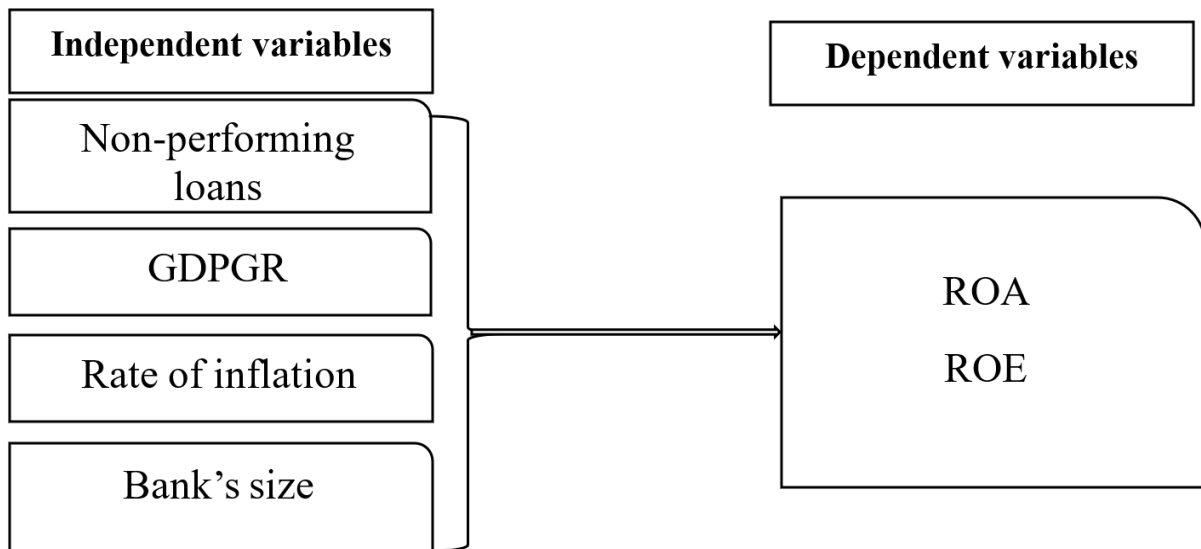 Independent variables
Dependent variables
Non-performing
loans
GDPGR
Rate of inflation
Bank’s size
ROA
ROE